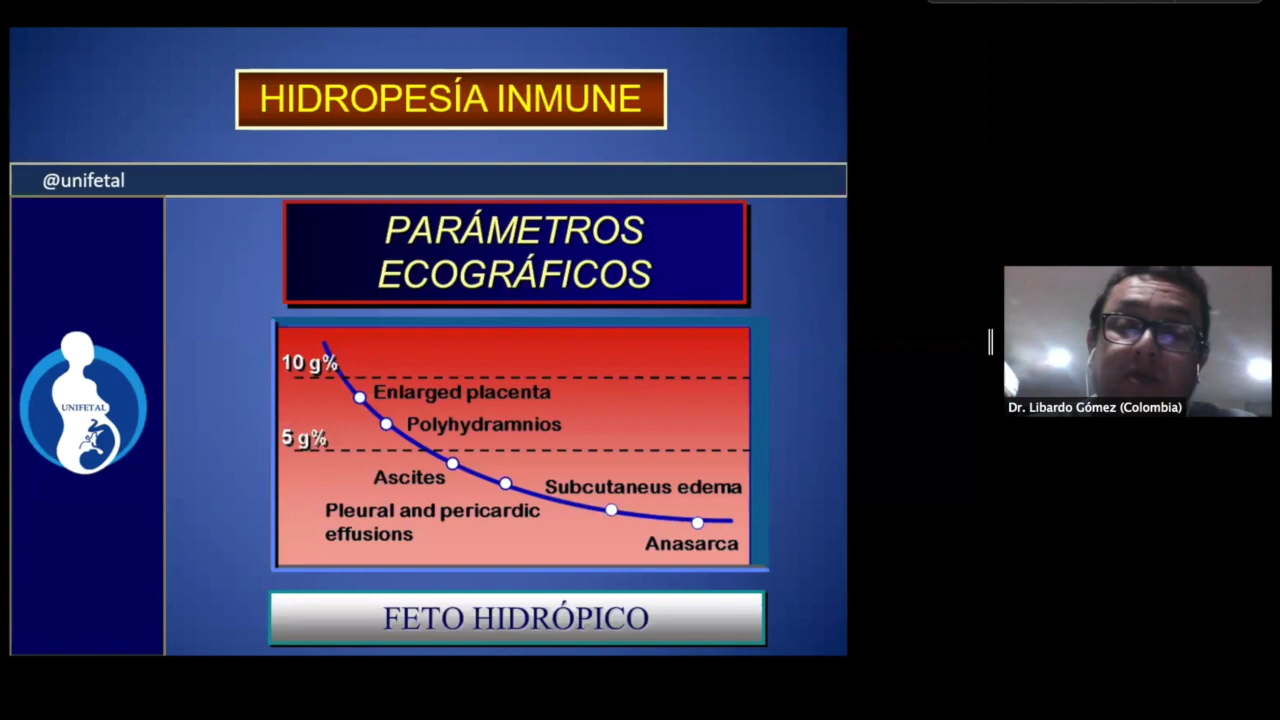 HIDROPESÍA INMUNE
@unifetal
PARÁMETROS
ECOGRÁFICOS
10 g%
Enlarged placenta
Polyhydramnios
5 g%
Ascites
Subcutaneus edema
Pleural and pericardic
effusions
Anasarca
UNIFETAL
FETO HIDRÓPICO
Dr. Libardo Gómez (Colombia)